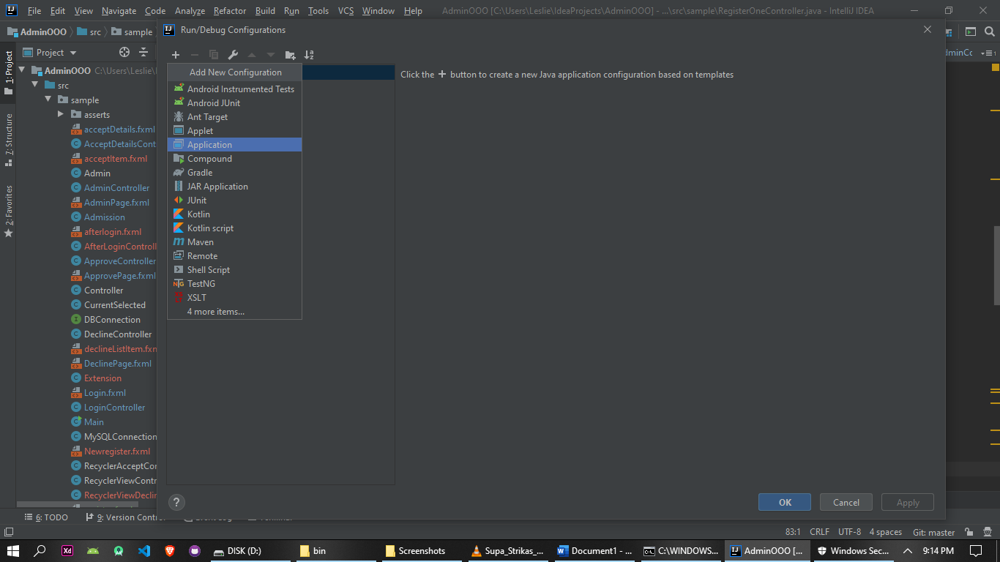 File Edit View Navigate Code Analyze Refactor Build Run Tools VCS Window Help AdminOOO [C:\Users\Leslie\IdeaProjects\AdminOOO] - ...\src\sample\RegisterOneController.java - IntelliJ IDEA
AdminOOO src sample
Run/Debug Configurations
1: Project
7: Structure
2: Favorites
Project
AdminOOO C:\Users\Leslie\
src
sample
asserts
acceptDetails.fxml
AcceptDetailsCont
acceptItem.fxml
Admin
AdminController
AdminPage.fxml
Admission
afterlogin.fxml
AfterLoginControll
ApproveController
ApprovePage.fxml
Controller
CurrentSelected
DBConnection
DeclineController
declineListItem.fxm
DeclinePage.fxml
Extension
Login.fxml
LoginController
Main
MySQLConnection
Newregister.fxml
RecyclerAcceptCor
RecyclerViewContr
RecyclerViewDeclin
Add New Configuration
Android Instrumented Tests
Android JUnit
Ant Target
Applet
Application
Compound
Gradle
JAR Application
JUnit
Kotlin
Kotlin script
Maven
Remote
Shell Script
TestNG
XSLT
4 more items...
Click the + button to create a new Java application configuration based on templates
dminCc
?
OK Cancel Apply
6: TODO 9: Version Contro
83:1 CRLF UTF-8 4 spaces Git: master
DISK (D:) bin Screenshots Supa_Strikas_... Document1 - ... C:\WINDOWS... AdminOOO [... Windows Sec... 9:14 PM